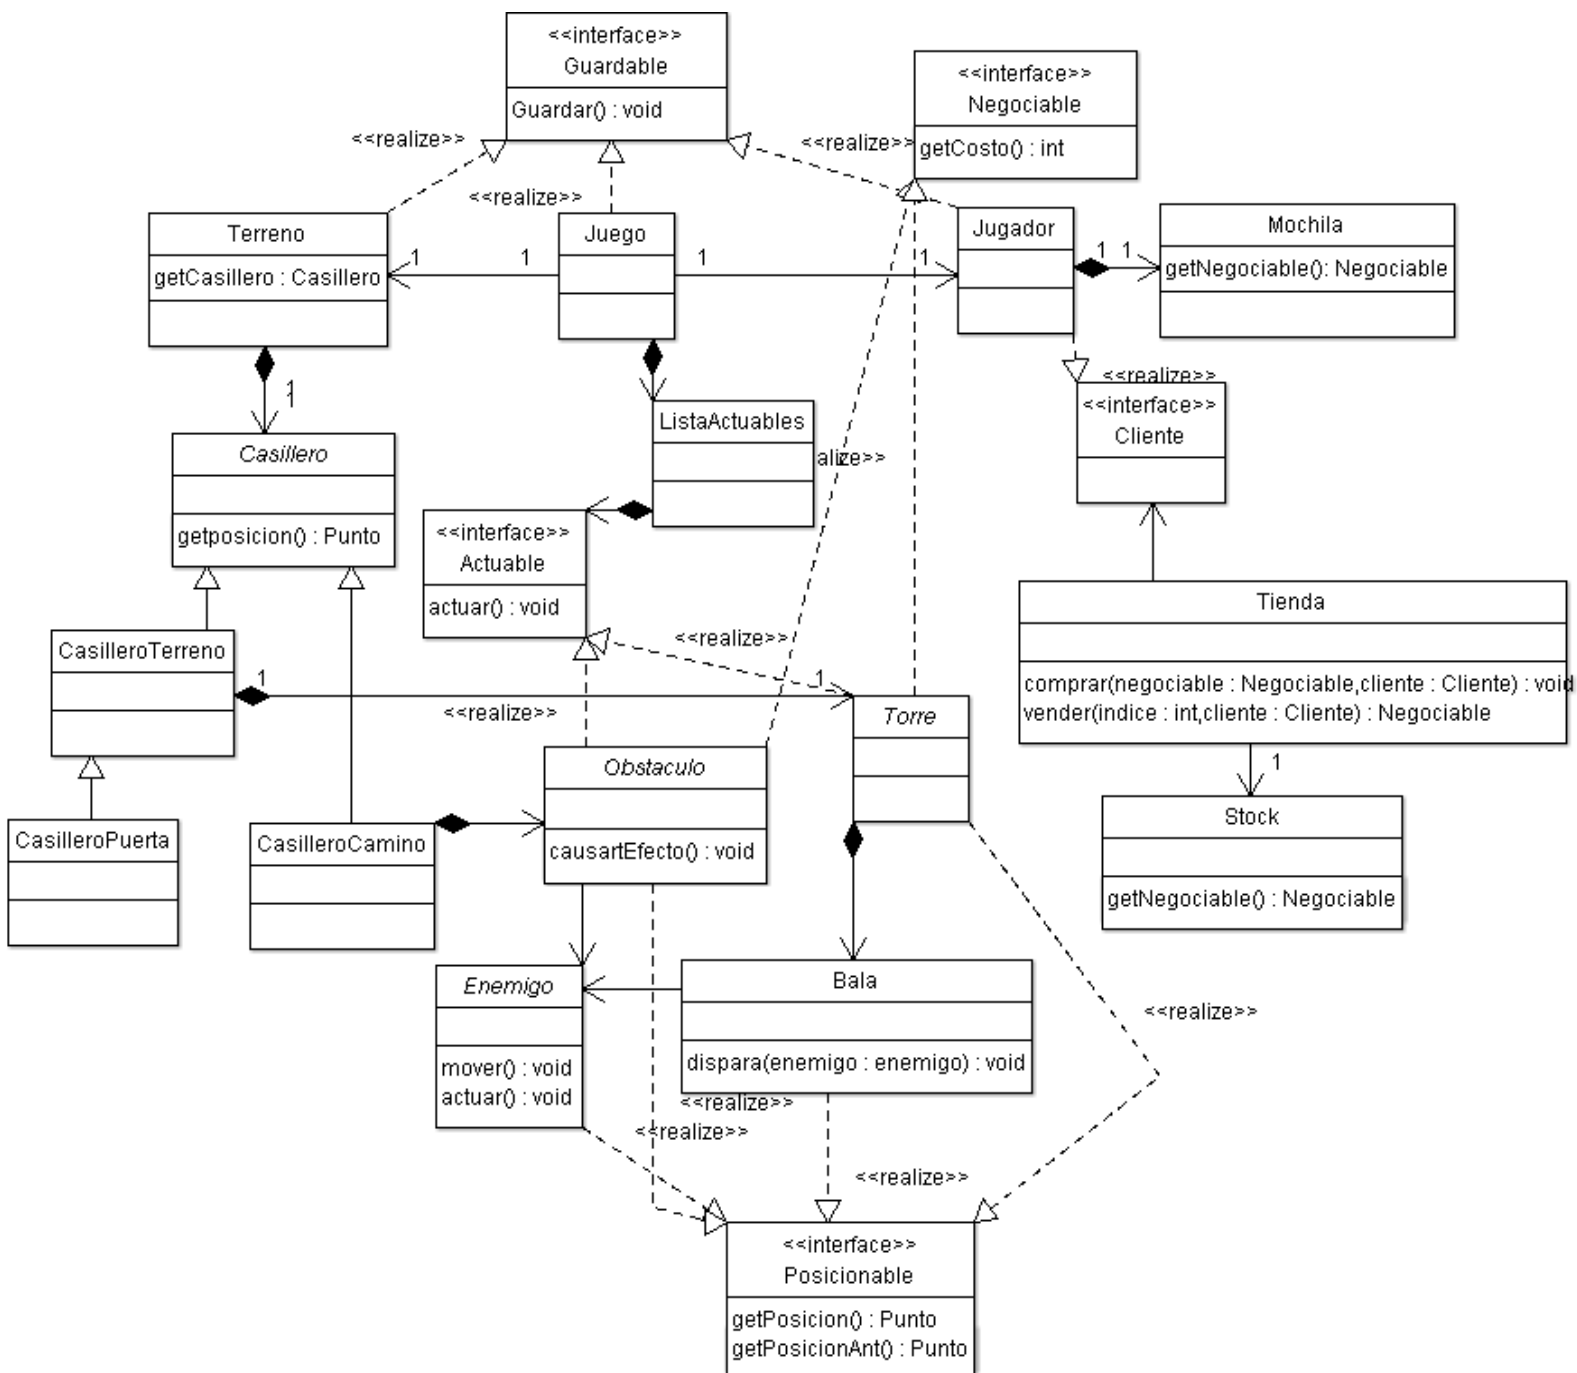 <<interface>>
Guardable
Guardar() : void
<<interface>>
Negociable
getCosto() : int
<<realize>>
<<realize>>
<<realize>>
Terreno
getCasillero : Casillero
Juego
Jugador
Mochila
getNegociable(): Negociable
1
1
1
1
1
1
1
1
<<realize>>
<<interface>>
Cliente
Casillero
getposicion() : Punto
ListaActuables
alize>>
<<interface>>
Actuable
actuar() : void
<<realize>>
Tienda
comprar(negociable : Negociable,cliente : Cliente) : void
vender(indice : int,cliente : Cliente) : Negociable
CasilleroTerreno
1
1
<<realize>>
Torre
Obstaculo
causartEfecto() : void
1
Stock
getNegociable() : Negociable
CasilleroPuerta
CasilleroCamino
Enemigo
mover() : void
actuar() : void
Bala
dispara(enemigo : enemigo) : void
<<realize>>
<<realize>>
<<realize>>
<<realize>>
<<interface>>
Posicionable
getPosicion() : Punto
getPosicionAnt() : Punto